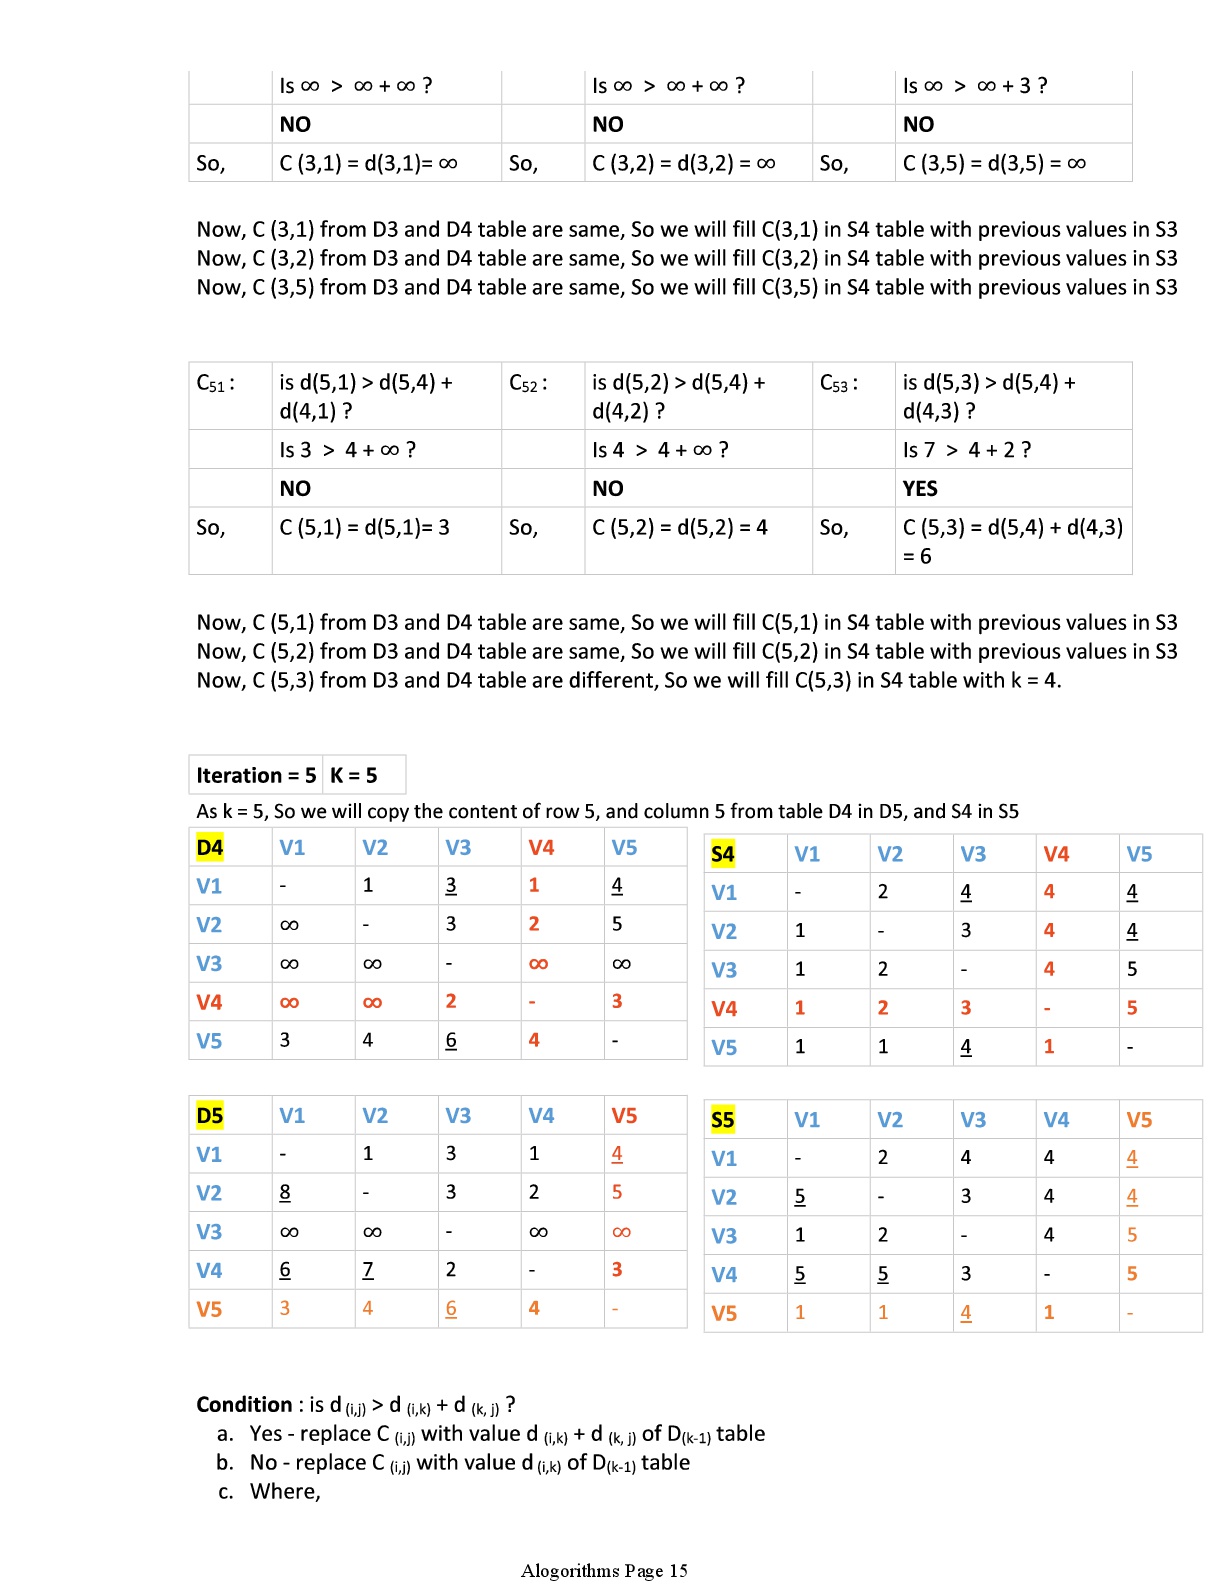 Is ∞ > ∞ + ∞ ? Is ∞ > ∞ + ∞ ? Is ∞ > ∞ + 3 ?
NO NO NO
So, C (3,1) = d(3,1)= ∞ So, C (3,2) = d(3,2) = ∞ So, C (3,5) = d(3,5) = ∞
Now, C (3,1) from D3 and D4 table are same, So we will fill C(3,1) in S4 table with previous values in S3
Now, C (3,2) from D3 and D4 table are same, So we will fill C(3,2) in S4 table with previous values in S3
Now, C (3,5) from D3 and D4 table are same, So we will fill C(3,5) in S4 table with previous values in S3
C51 : is d(5,1) > d(5,4) + C52 : is d(5,2) > d(5,4) + C53 : is d(5,3) > d(5,4) +
d(4,1) ? d(4,2) ? d(4,3) ?
Is 3 > 4 + ∞ ? Is 4 > 4 + ∞ ? Is 7 > 4 + 2 ?
NO NO YES
So, C (5,1) = d(5,1)= 3 So, C (5,2) = d(5,2) = 4 So, C (5,3) = d(5,4) + d(4,3)
= 6
Now, C (5,1) from D3 and D4 table are same, So we will fill C(5,1) in S4 table with previous values in S3
Now, C (5,2) from D3 and D4 table are same, So we will fill C(5,2) in S4 table with previous values in S3
Now, C (5,3) from D3 and D4 table are different, So we will fill C(5,3) in S4 table with k = 4.
Iteration = 5 K = 5
As k = 5, So we will copy the content of row 5, and column 5 from table D4 in D5, and S4 in S5
D4 V1 V2 V3 V4 V5
V1 - 1 3 1 4
V2 ∞ - 3 2 5
V3 ∞ ∞ - ∞ ∞
V4 ∞ ∞ 2 - 3
V5 3 4 6 4 -
S4 V1 V2 V3 V4 V5
V1 - 2 4 4 4
V2 1 - 3 4 4
V3 1 2 - 4 5
V4 1 2 3 - 5
V5 1 1 4 1 -
D5 V1 V2 V3 V4 V5
V1 - 1 3 1 4
V2 8 - 3 2 5
V3 ∞ ∞ - ∞ ∞
V4 6 7 2 - 3
V5 3 4 6 4 -
S5 V1 V2 V3 V4 V5
V1 - 2 4 4 4
V2 5 - 3 4 4
V3 1 2 - 4 5
V4 5 5 3 - 5
V5 1 1 4 1 -
Condition : is d (i,j) > d (i,k) + d (k, j) ?
a. Yes - replace C (i,j) with value d (i,k) + d (k, j) of D(k-1) table
b. No - replace C (i,j) with value d (i,k) of D(k-1) table
c. Where,
Alogorithms Page 15